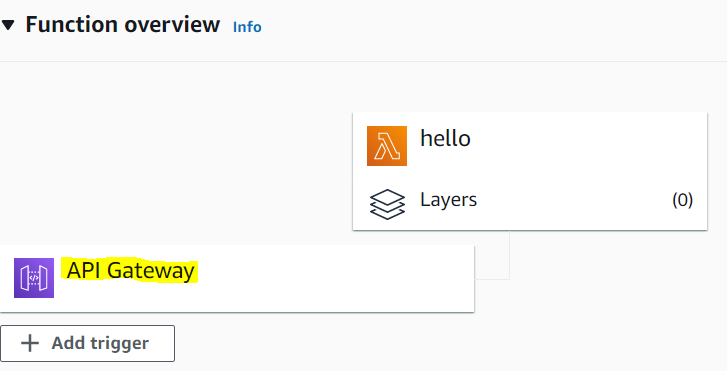 Function overview Info
hello
Layers (0)
API Gateway
Add trigger